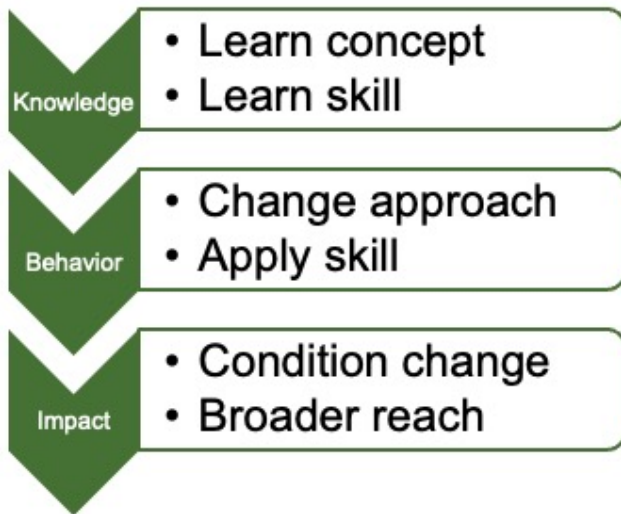 Knowledge
• Learn concept
• Learn skill
Behavior
• Change approach
• Apply skill
Impact
• Condition change
• Broader reach